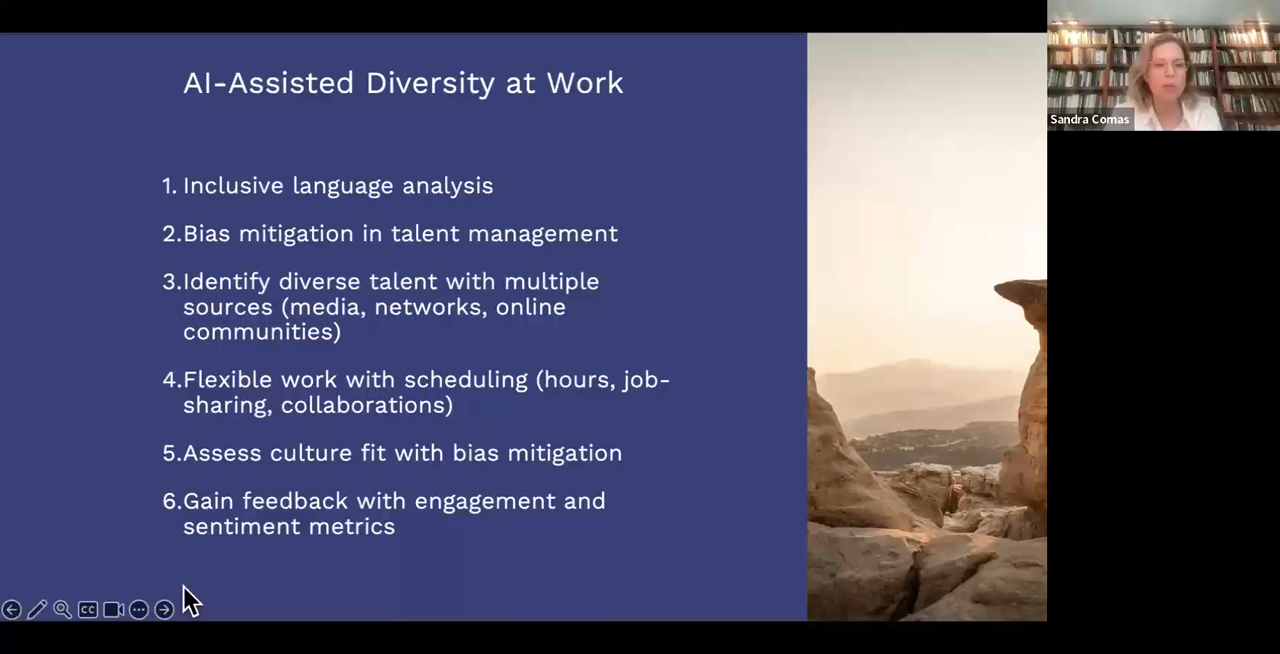 AI-Assisted Diversity at Work
1. Inclusive language analysis
2.Bias mitigation in talent management
3.Identify diverse talent with multiple
sources (media, networks, online
communities)
4.Flexible work with scheduling (hours, job-
sharing, collaborations)
5.Assess culture fit with bias mitigation
6.Gain feedback with engagement and
sentiment metrics
CC
Sandra Comas